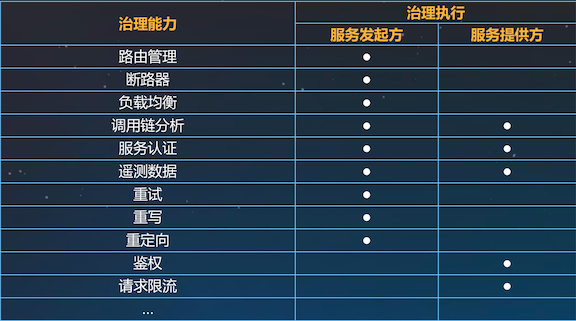 治理能力 治理执行
服务发起方 服务提供方
路由管理 ●
断路器 ●
负载均衡 ●
调用链分析 ● ●
服务认证 ● ●
遥测数据 ● ●
重试 ●
重写 ●
重定向 ●
鉴权 ●
请求限流 ●
...